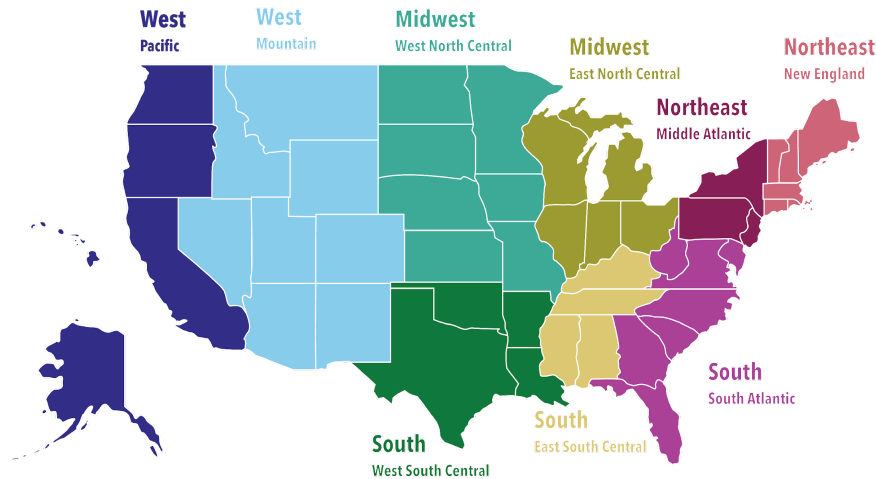 West
Pacific
West
Mountain
Midwest
West North Central
Midwest
East North Central
Northeast
New England
Northeast
Middle Atlantic
South
South Atlantic
South
East South Central
South
West South Central